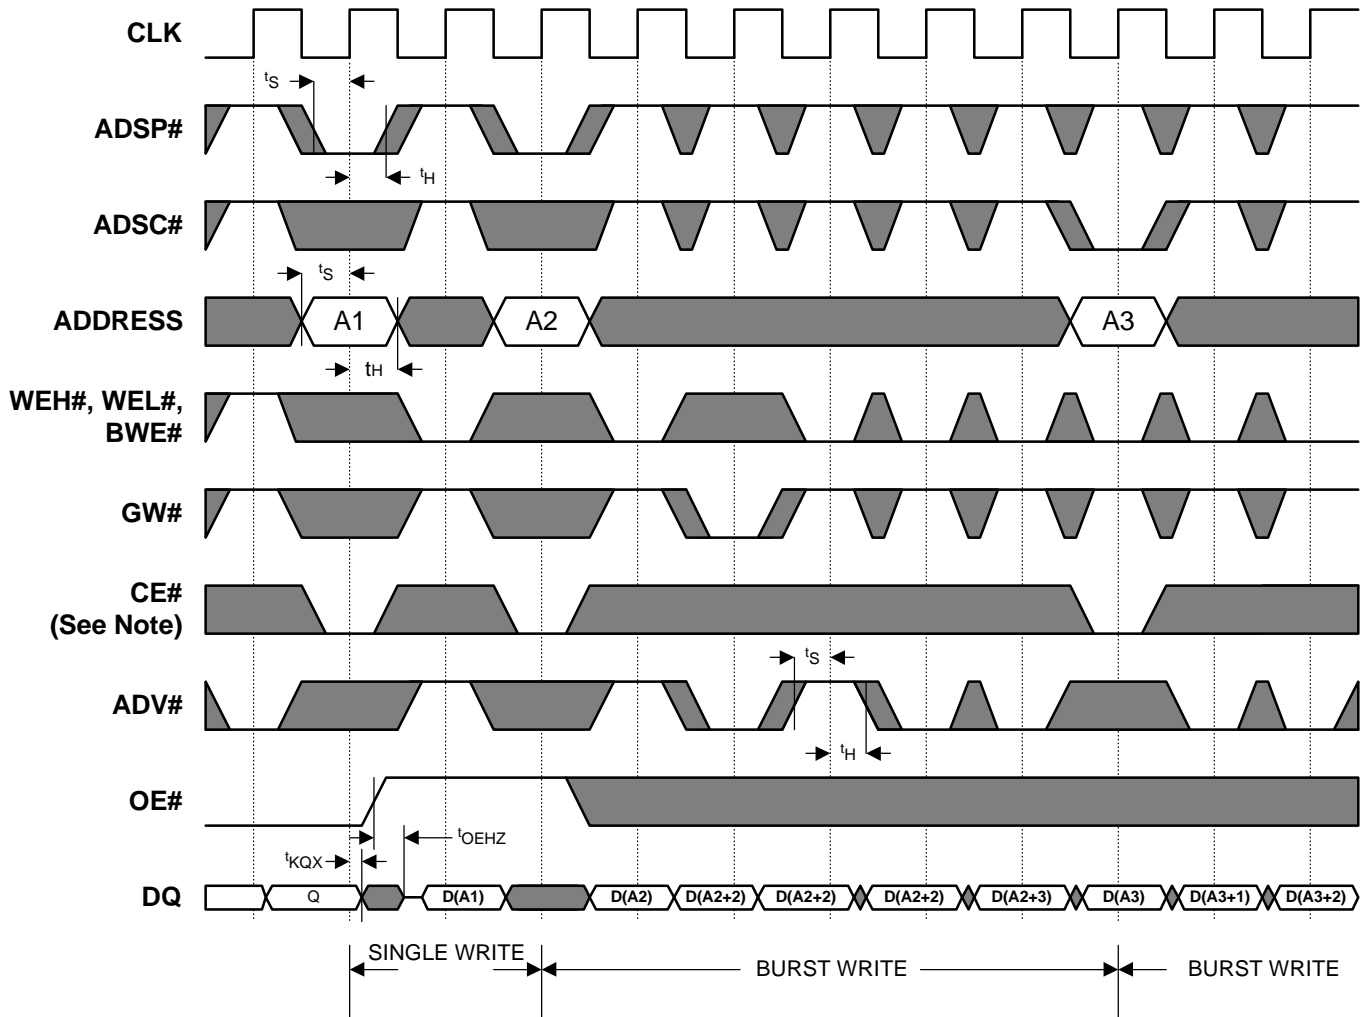 CLK
tS
ADSP#
tH
ADSC#
tS
ADDRESS A1 A2 A3
tH
WEH#, WEL#,
BWE#
GW#
CE#
(See Note)
tS
ADV#
tH
OE#
tOEHZ
tKQX
DQ Q D(A1) D(A2) D(A2+2) D(A2+2) D(A2+2) D(A2+3) D(A3) D(A3+1) D(A3+2)
SINGLE WRITE BURST WRITE BURST WRITE